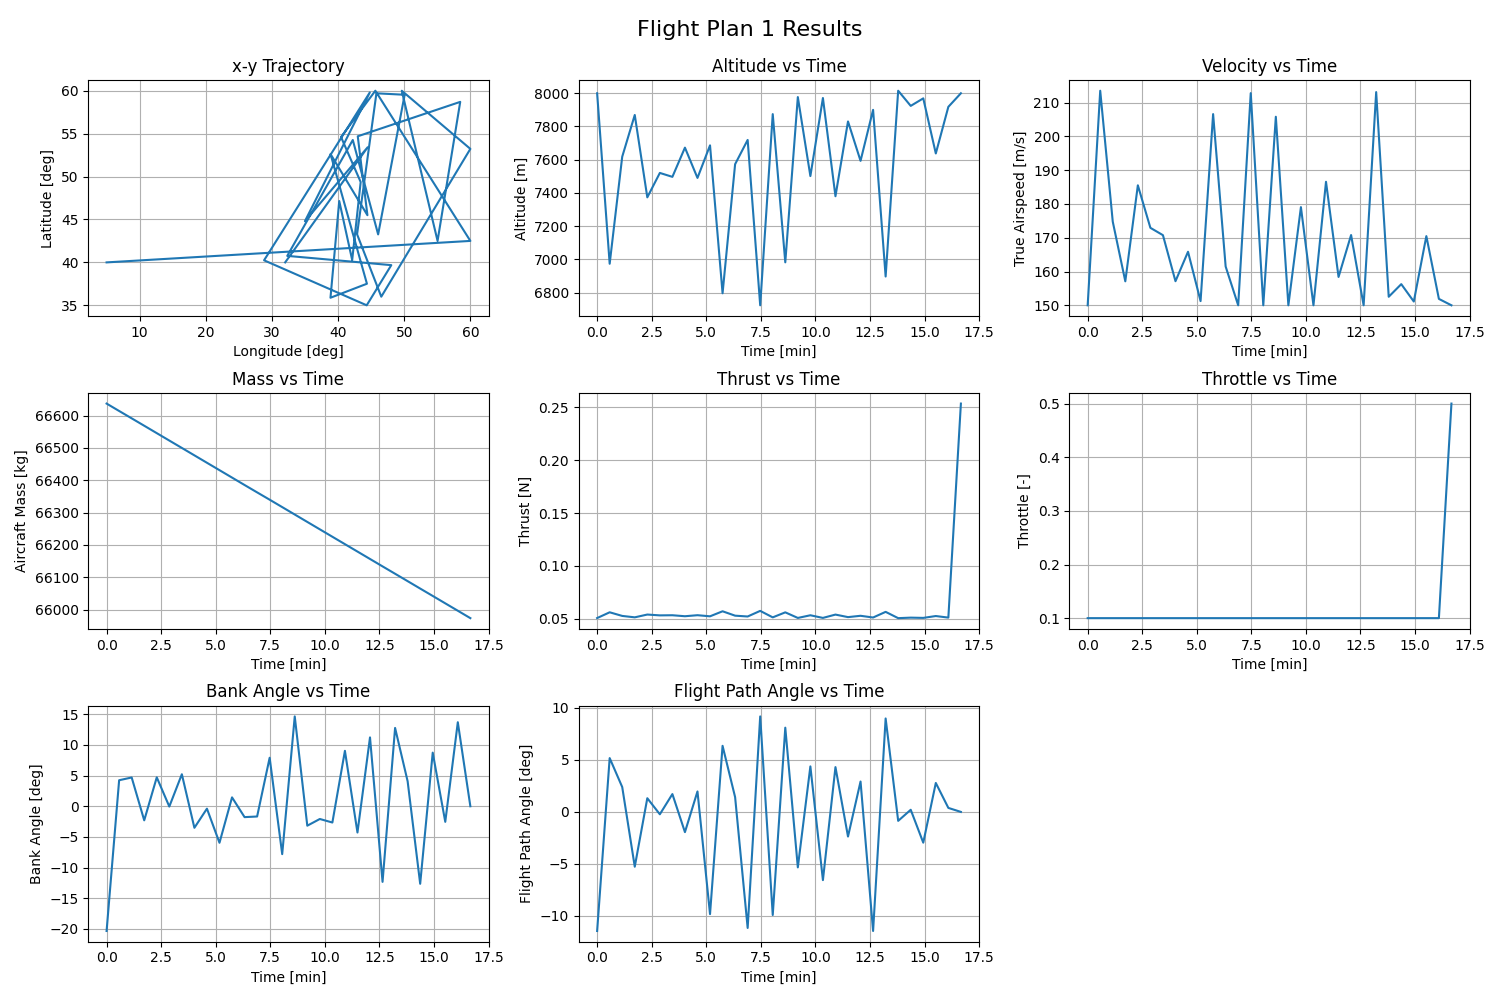 Flight Plan 1 Results
x-y Trajectory
Latitude [deg]
60
55
50
45
40
35
10 20 30 40 50 60
Longitude [deg]
Altitude vs Time
Altitude [m]
8000
7800
7600
7400
7200
7000
6800
0.0 2.5 5.0 7.5 10.0 12.5 15.0 17.5
Time [min]
Velocity vs Time
True Airspeed [m/s]
210
200
190
180
170
160
150
0.0 2.5 5.0 7.5 10.0 12.5 15.0 17.5
Time [min]
Mass vs Time
Aircraft Mass [kg]
66600
66500
66400
66300
66200
66100
66000
0.0 2.5 5.0 7.5 10.0 12.5 15.0 17.5
Time [min]
Thrust vs Time
Thrust [N]
0.25
0.20
0.15
0.10
0.05
0.0 2.5 5.0 7.5 10.0 12.5 15.0 17.5
Time [min]
Throttle vs Time
Throttle [-]
0.5
0.4
0.3
0.2
0.1
0.0 2.5 5.0 7.5 10.0 12.5 15.0 17.5
Time [min]
Bank Angle vs Time
Bank Angle [deg]
15
10
5
0
−5
−10
−15
−20
0.0 2.5 5.0 7.5 10.0 12.5 15.0 17.5
Time [min]
Flight Path Angle vs Time
Flight Path Angle [deg]
10
5
0
−5
−10
0.0 2.5 5.0 7.5 10.0 12.5 15.0 17.5
Time [min]